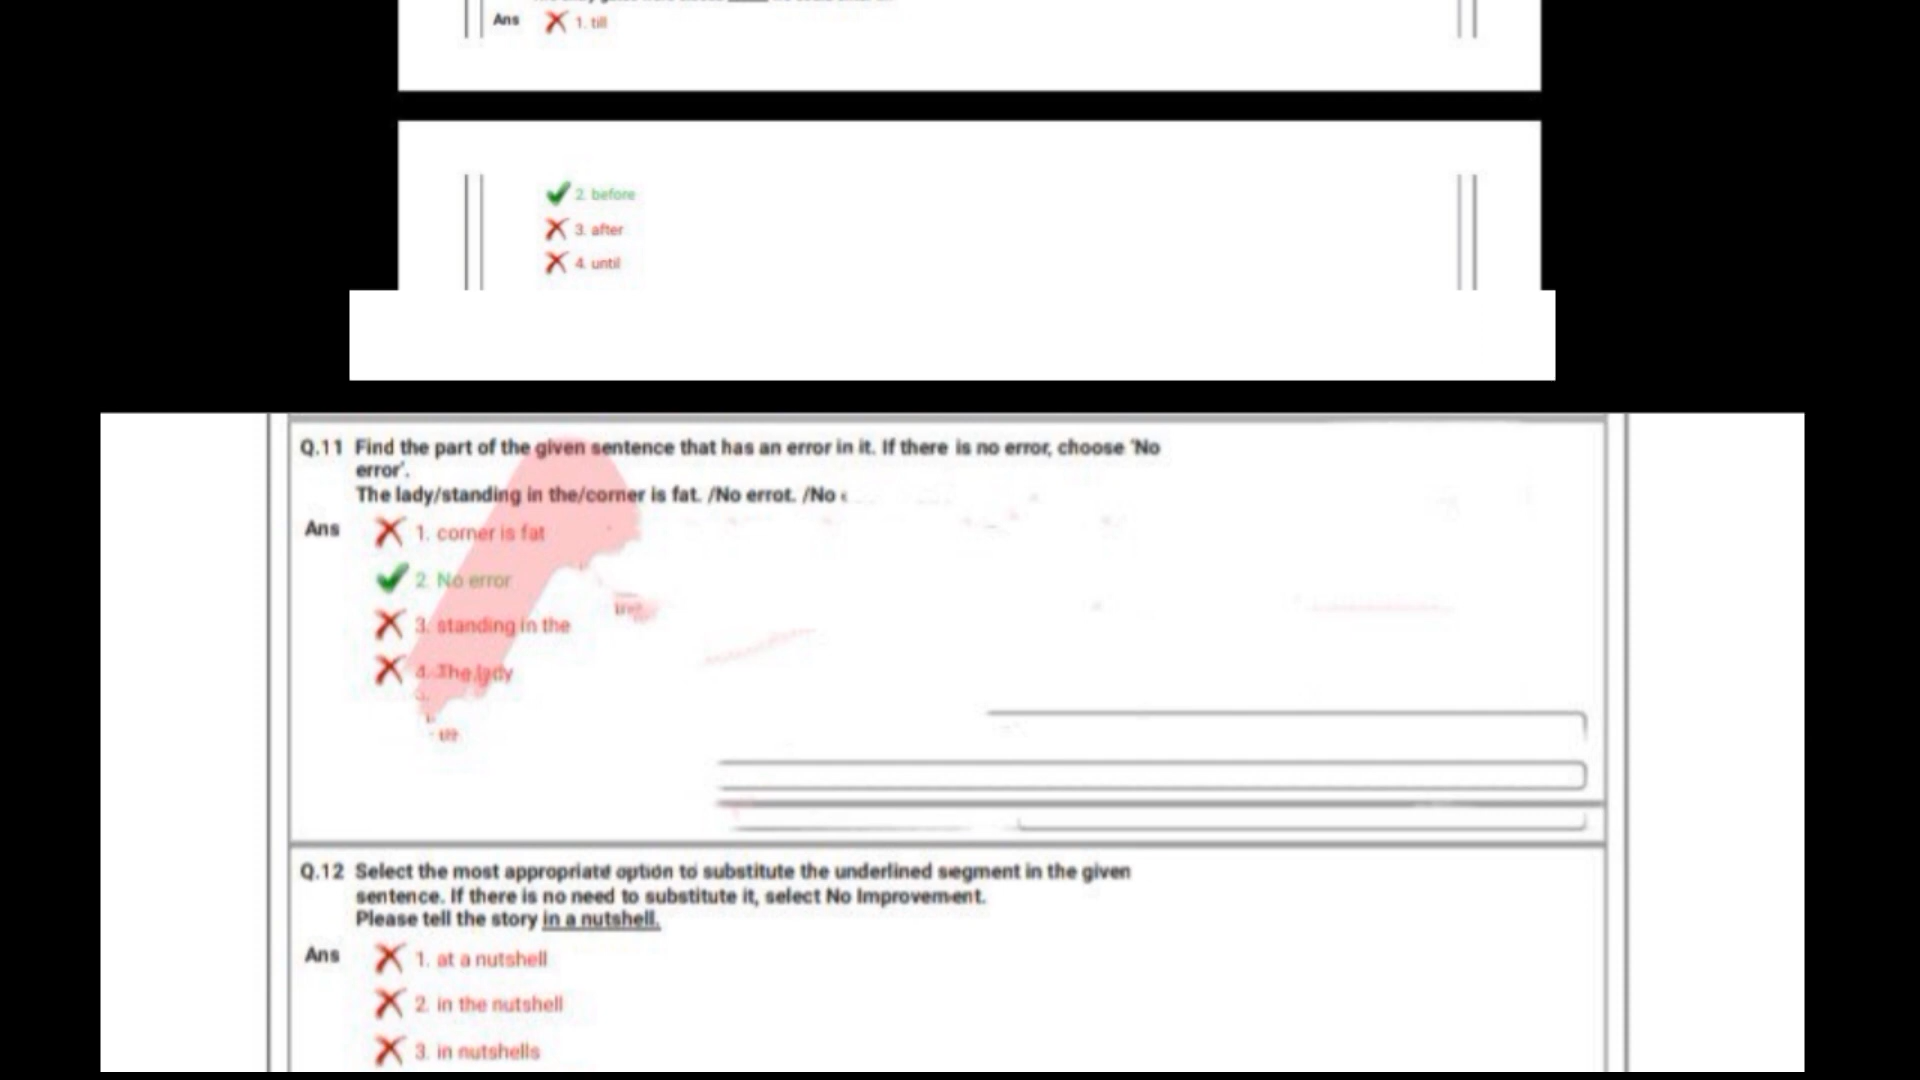 Ans 1. till
2. before
3. after
4. until
Q.11 Find the part of the given sentence that has an error in it. If there is no error, choose 'No
error'.
The lady/standing in the/corner is fat. /No errot. /No
Ans 1. corner is fat
2. No error
3. standing in the
4. The lady
Q.12 Select the most appropriate option to substitute the underlined segment in the given
sentence. If there is no need to substitute it, select No Improvement.
Please tell the story in a nutshell.
Ans 1. at a nutshell
2. in the nutshell
3. in nutshells